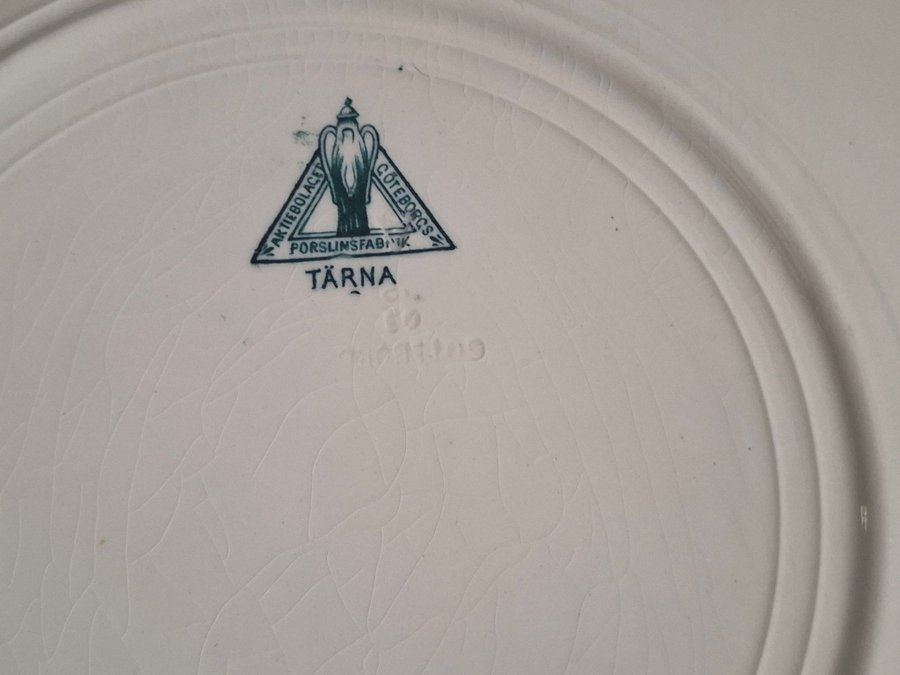 AKTIEBOLAGET GÖTEBORGS
PORSLINSFABRIK
TÄRNA